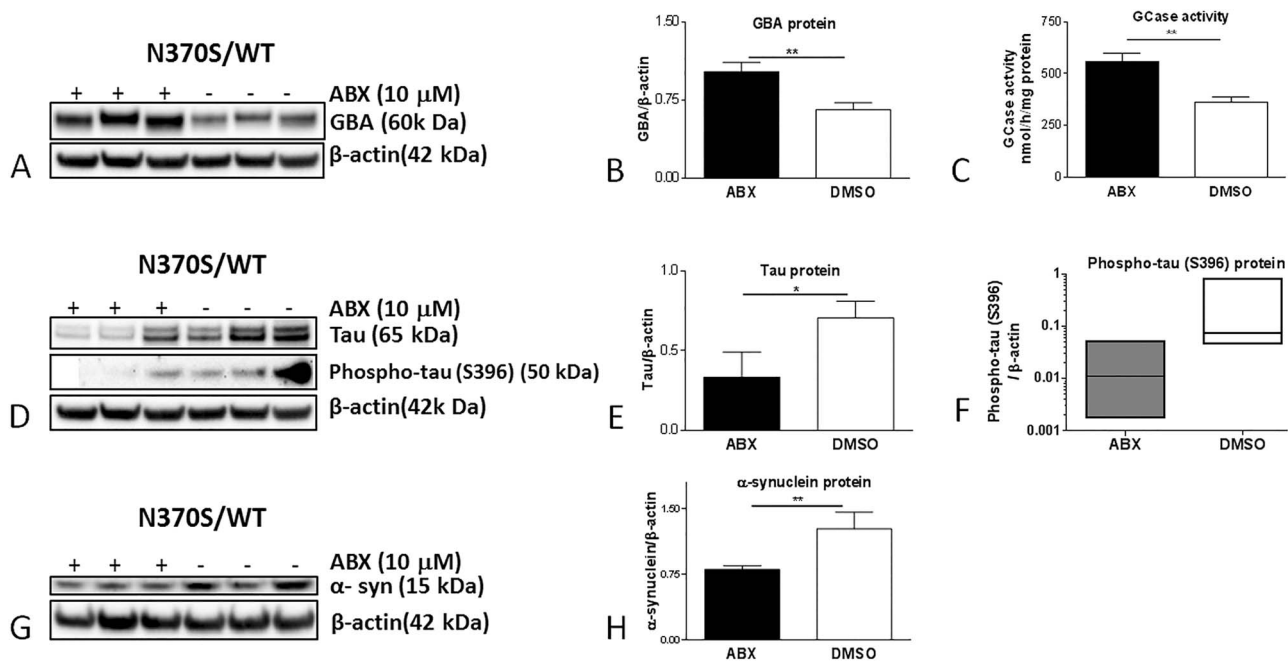 N370S/WT
+ + + - - - ABX (10 μM)
GBA (60k Da)
β-actin(42 kDa)
A
GBA protein
**
1.50
0.75
0.00
GBA/β-actin
ABX DMSO
B
GCase activity
**
750
500
250
0
GCase actvity
nmol/h/mg protein
ABX DMSO
C
N370S/WT
+ + + - - - ABX (10 μM)
Tau (65 kDa)
Phospho-tau (S396) (50 kDa)
β-actin(42k Da)
D
Tau protein
*
1.0
0.5
0.0
Tau/β-actin
ABX DMSO
E
Phospho-tau (S396) protein
1
0.1
0.01
0.001
Phospho-tau (S396)
/ β-actin
ABX DMSO
F
N370S/WT
+ + + - - - ABX (10 μM)
α- syn (15 kDa)
β-actin(42 kDa)
G
α-synuclein protein
**
1.50
0.75
0.00
α-synuclein/β-actin
ABX DMSO
H